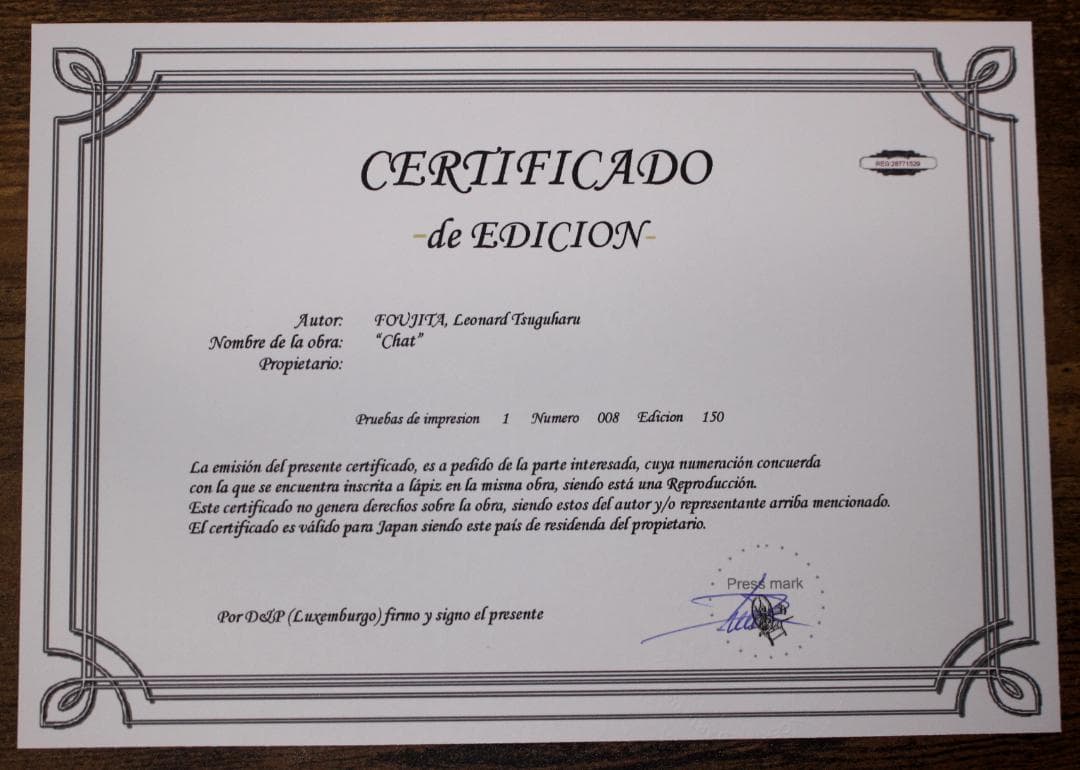 CERTIFICADO
REG 28771529
-de EDICION-
Autor: FOUJITA, Leonard Tsuguharu
Nombre de la obra: “Chat”
Propietario:
Pruebas de impresion 1 Numero 008 Edicion 150
La emisión del presente certificado, es a pedido de la parte interesada, cuya numeración concuerda
con la que se encuentra inscrita a lápiz en la misma obra, siendo está una Reproducción.
Este certificado no genera derechos sobre la obra, siendo estos del autor y/o representante arriba mencionado.
El certificado es válido para Japan siendo este país de residenda del propietario.
Press mark
Por D&P (Luxemburgo) firmo y signo el presente